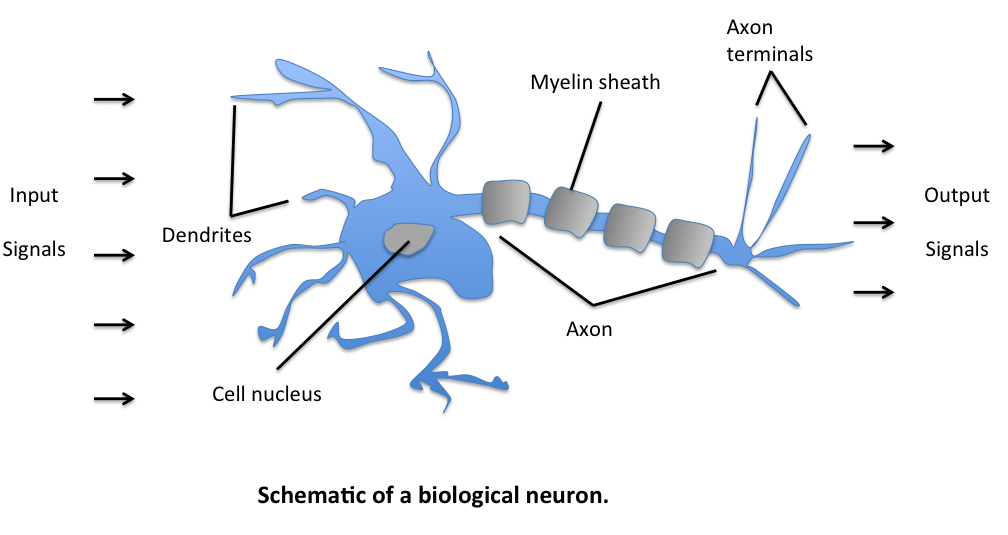 Axon
terminals
Myelin sheath
Input
Signals
Dendrites
Output
Signals
Axon
Cell nucleus
Schematic of a biological neuron.